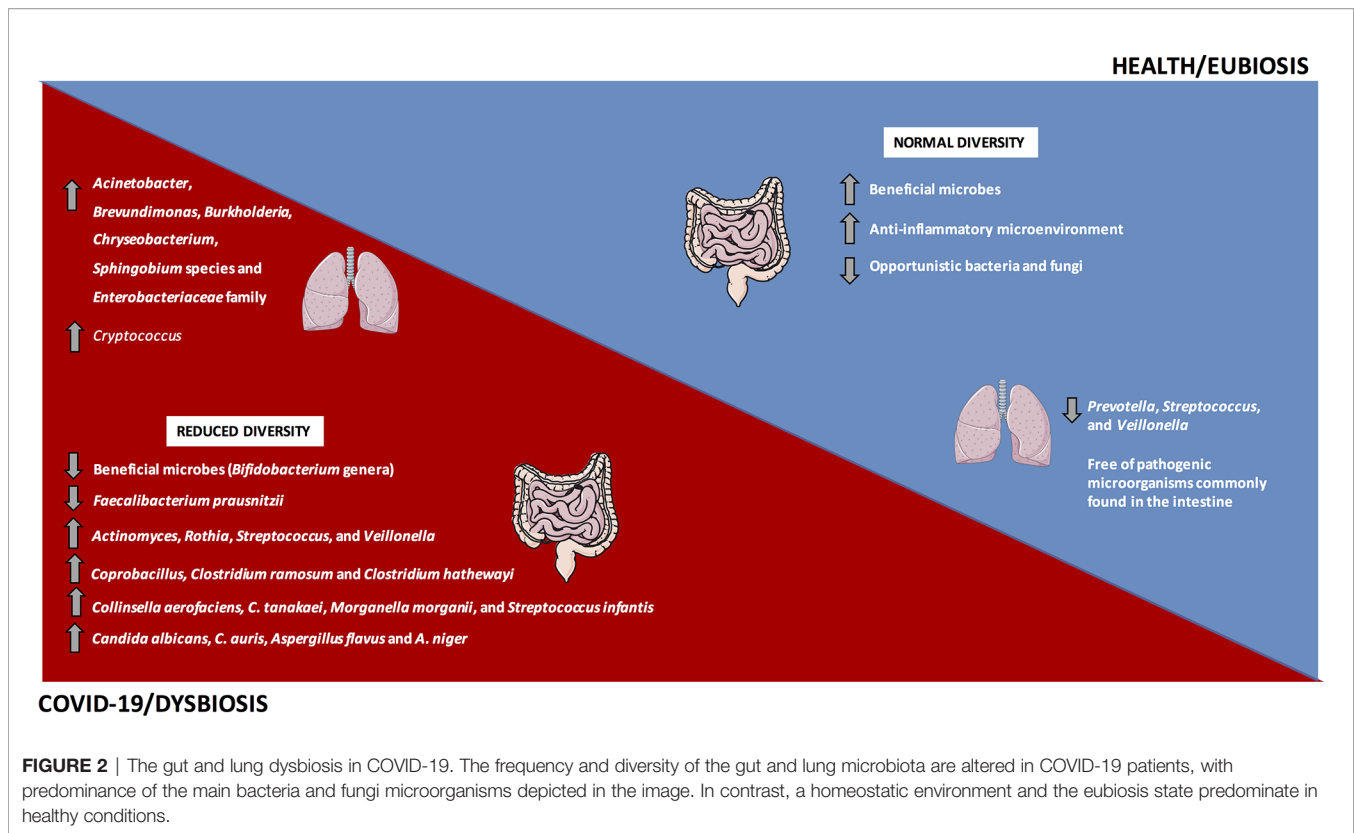 HEALTH/EUBIOSIS
NORMAL DIVERSITY
Beneficial microbes
Anti-inflammatory microenvironment
Opportunistic bacteria and fungi
Acinetobacter,
Brevundimonas, Burkholderia,
Chryseobacterium,
Sphingobium species and
Enterobacteriaceae family
Cryptococcus
Prevotella, Streptococcus,
and Veillonella
Free of pathogenic
microorganisms commonly
found in the intestine
REDUCED DIVERSITY
Beneficial microbes (Bifidobacterium genera)
Faecalibacterium prausnitzii
Actinomyces, Rothia, Streptococcus, and Veillonella
Coprobacillus, Clostridium ramosum and Clostridium hathewayi
Collinsella aerofaciens, C. tanakaei, Morganella morganii, and Streptococcus infantis
Candida albicans, C. auris, Aspergillus flavus and A. niger
COVID-19/DYSBIOSIS
FIGURE 2 | The gut and lung dysbiosis in COVID-19. The frequency and diversity of the gut and lung microbiota are altered in COVID-19 patients, with
predominance of the main bacteria and fungi microorganisms depicted in the image. In contrast, a homeostatic environment and the eubiosis state predominate in
healthy conditions.